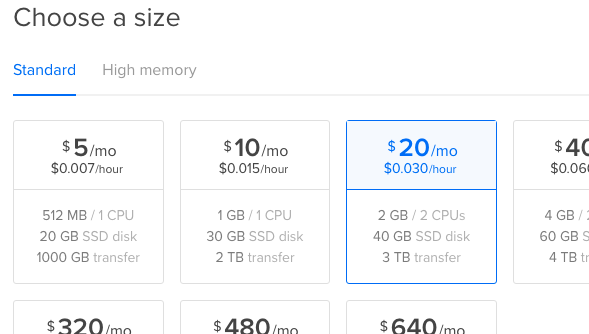 Choose a size
Standard High memory
$5/mo
$0.007/hour
512 MB / 1 CPU
20 GB SSD disk
1000 GB transfer
$10/mo
$0.015/hour
1 GB / 1 CPU
30 GB SSD disk
2 TB transfer
$20/mo
$0.030/hour
2 GB / 2 CPUs
40 GB SSD disk
3 TB transfer
$40
$0.06
4 GB /
60 GB S
4 TB t
$320/mo
$480/mo
$640/mo